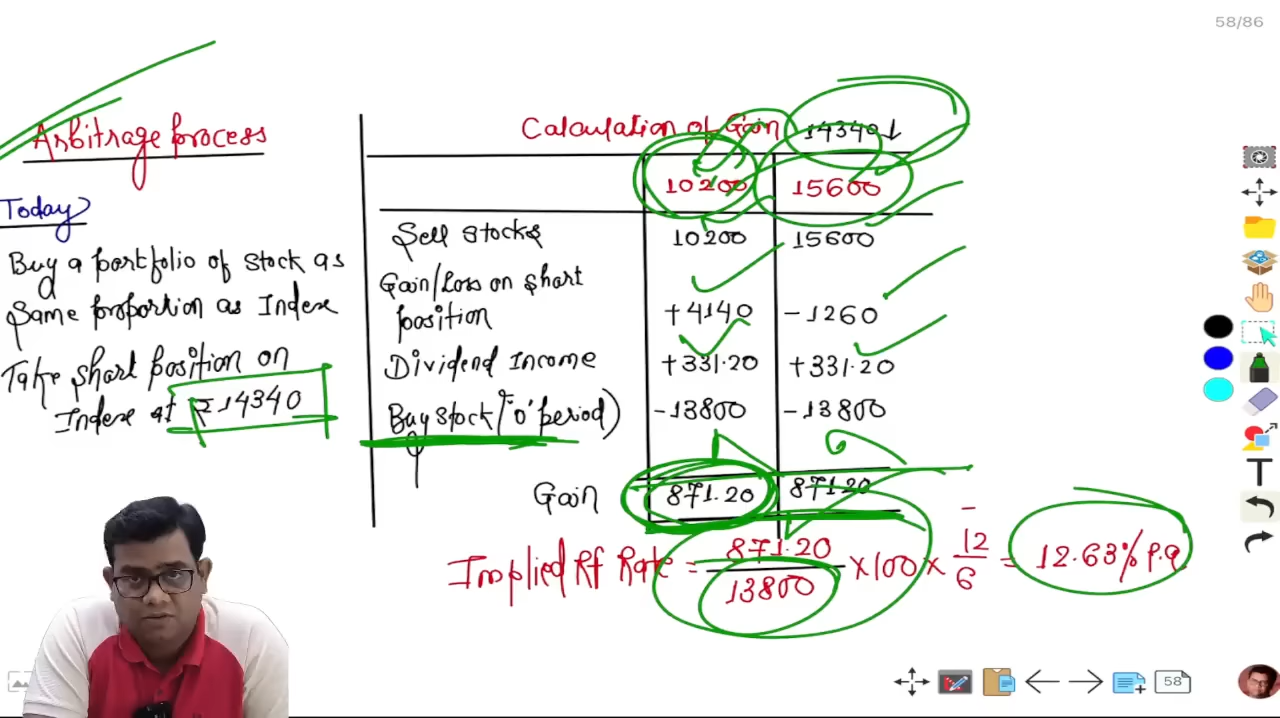 58/86
Arbitrage process
Today
Buy a portfolio of stock as
Same proportion as Index
Take short position on
Index at ₹14340
Calculation of Gain 14340↓
10200 15600
Sell stocks 10200 15600
Gain/Loss on short
position +4140 -1260
Dividend Income +331.20 +331.20
Buy stock ("0" period) -13800 -13800
Gain 871.20 871.20
Implied Rf Rate = 871.20 / 13800 × 100 × 12 / 6 = 12.63% p.a
58